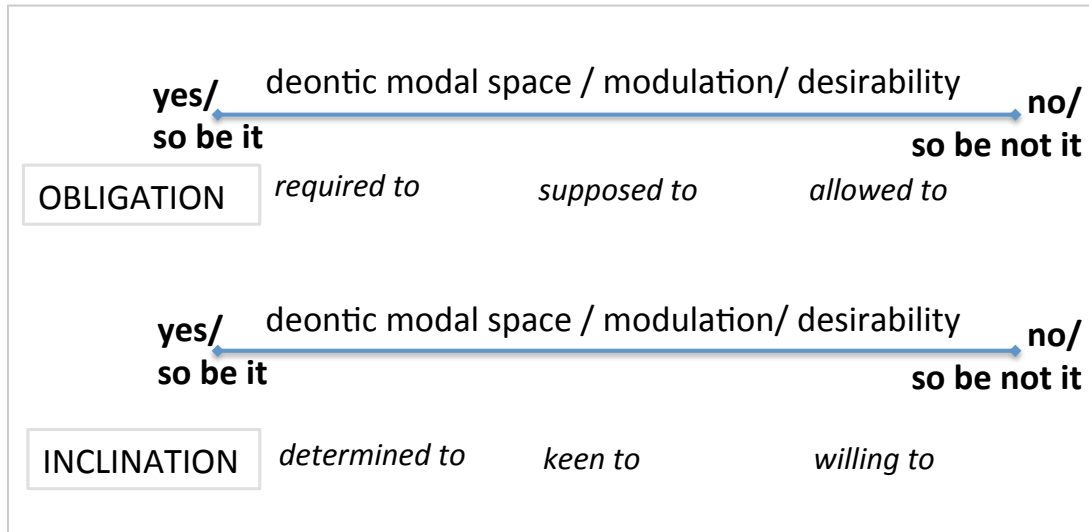 deontic modal space / modulation/ desirability
yes/
so be it
no/
so be not it
OBLIGATION
required to
supposed to
allowed to
deontic modal space / modulation/ desirability
yes/
so be it
no/
so be not it
INCLINATION
determined to
keen to
willing to